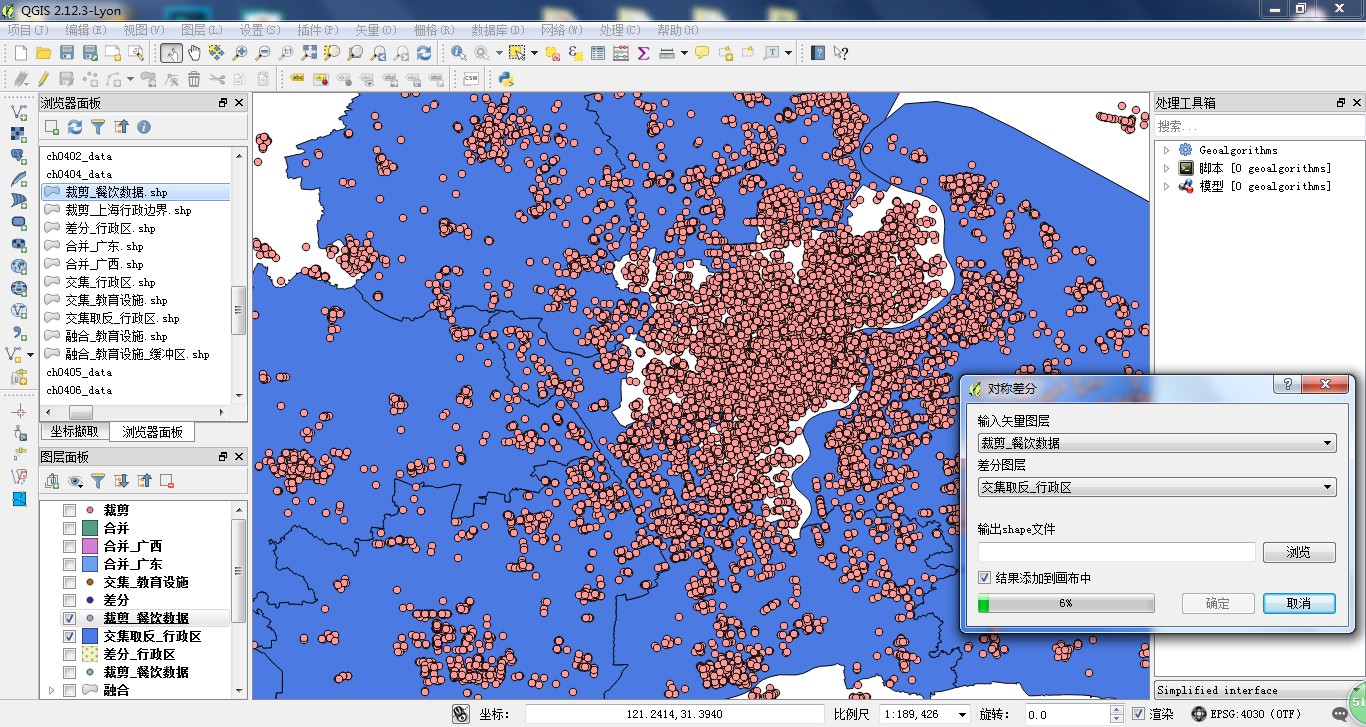 QGIS 2.12.3-Lyon
项目(J) 编辑(E) 视图(V) 图层(L) 设置(S) 插件(P) 矢量(O) 栅格(R) 数据库(D) 网络(W) 处理(C) 帮助(H)
浏览器面板
ch0402_data
ch0404_data
裁剪_餐饮数据.shp
裁剪_上海行政边界.shp
差分_行政区.shp
合并_广东.shp
合并_广西.shp
交集_行政区.shp
交集_教育设施.shp
交集取反_行政区.shp
融合_教育设施.shp
融合_教育设施_缓冲区.shp
ch0405_data
ch0406_data
坐标撷取 浏览器面板
图层面板
裁剪
合并
合并_广西
合并_广东
交集_教育设施
差分
裁剪_餐饮数据
交集取反_行政区
差分_行政区
裁剪_餐饮数据
融合
处理工具箱
搜索...
Geoalgorithms
脚本 [0 geoalgorithms]
模型 [0 geoalgorithms]
对称差分
输入矢量图层
裁剪_餐饮数据
差分图层
交集取反_行政区
输出shape文件
浏览
结果添加到画布中
6%
确定 取消
Simplified interface
坐标: 121.2414,31.3940 比例尺 1:189,426 旋转: 0.0 渲染 EPSG:4030 (OTF)